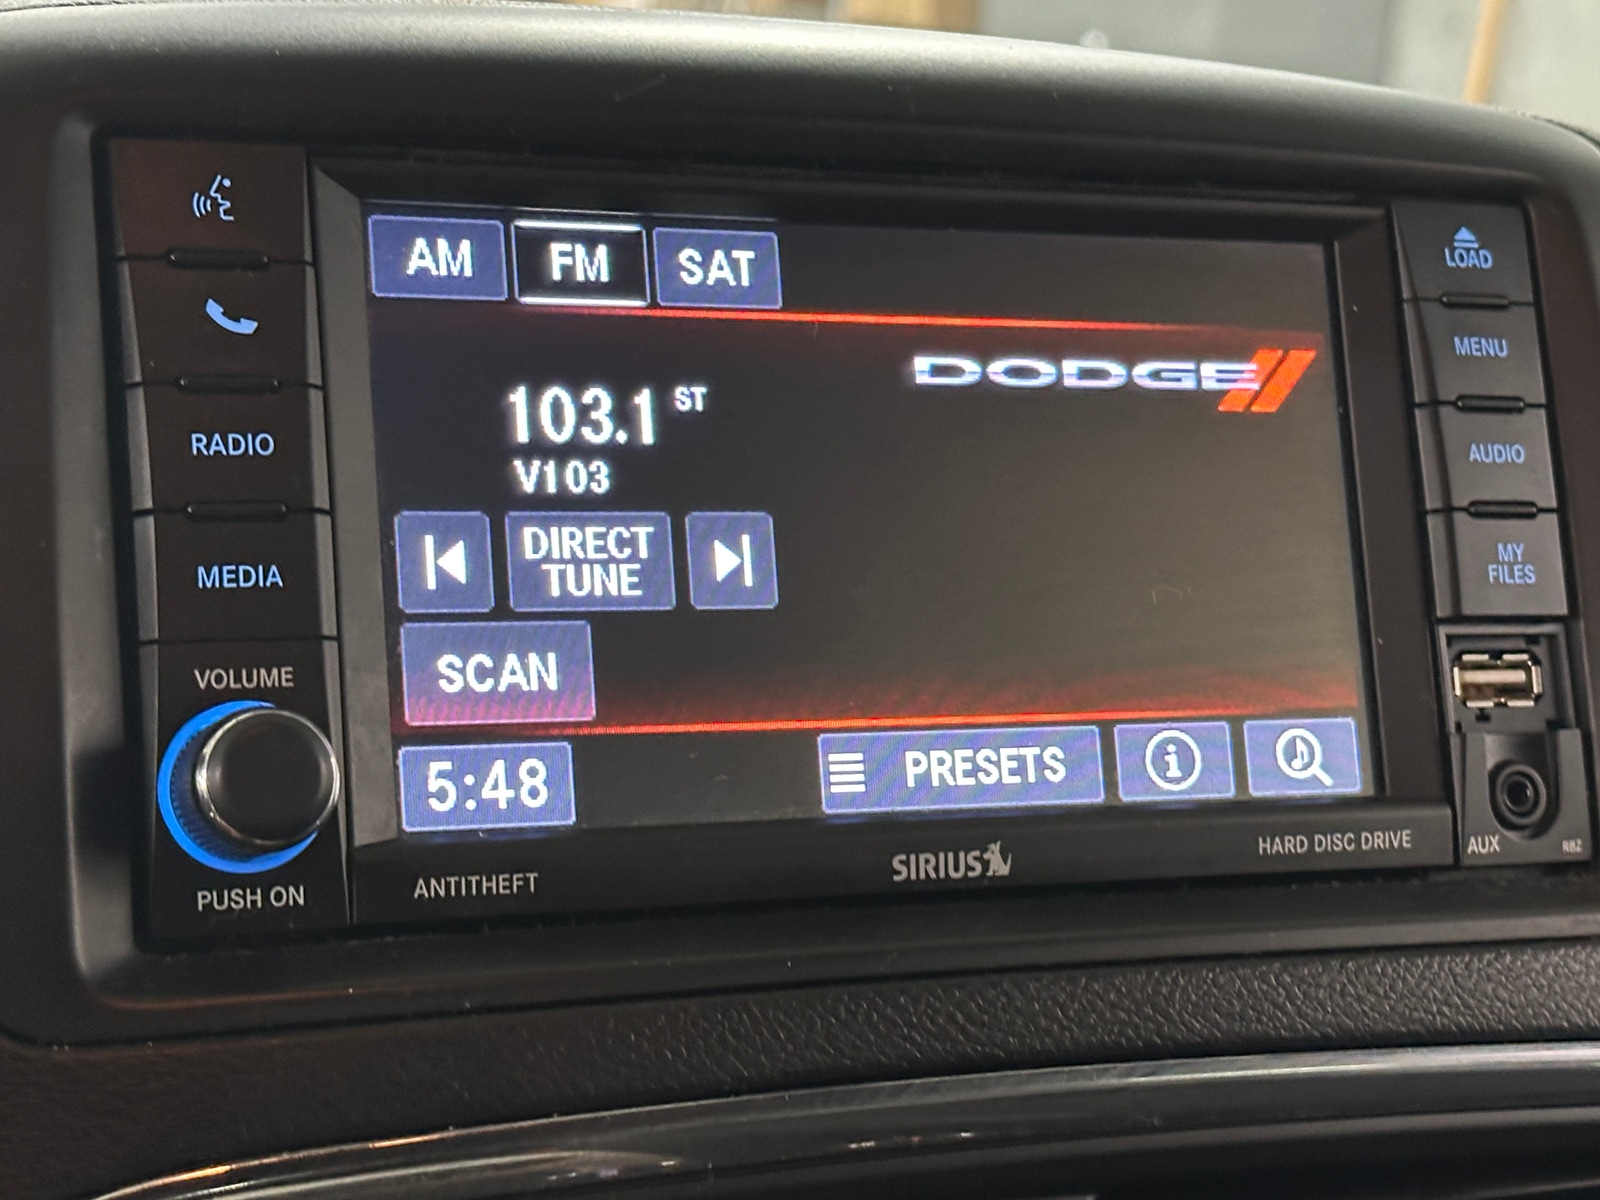 AM FM SAT
LOAD
MENU
DODGE
103.1 ST
V103
RADIO
AUDIO
DIRECT
TUNE
MY
FILES
MEDIA
SCAN
VOLUME
5:48
PRESETS
i
PUSH ON
ANTITHEFT
SIRIUS
HARD DISC DRIVE
AUX
RBZ